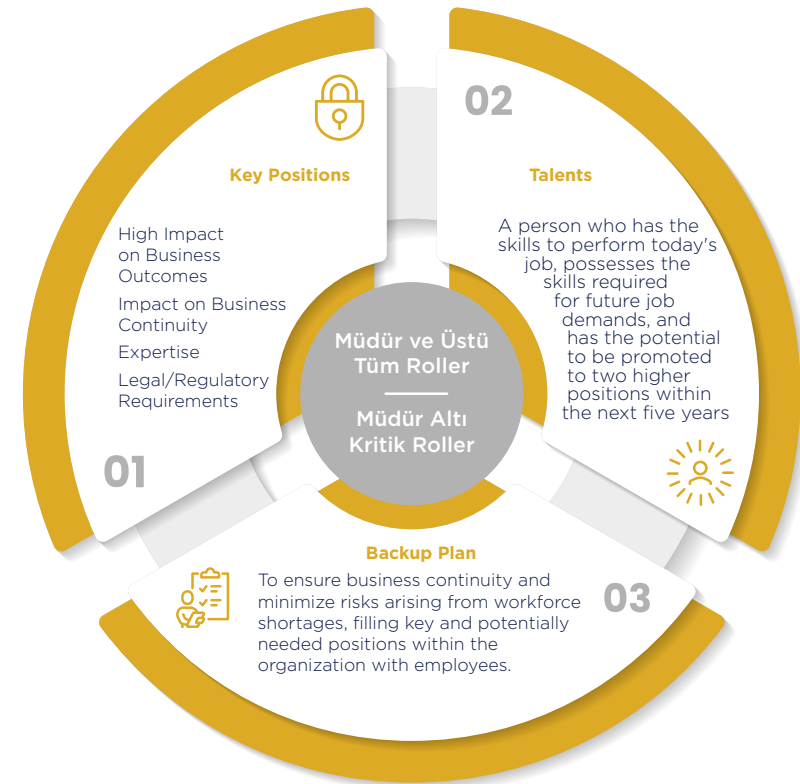 01
Key Positions
High Impact
on Business
Outcomes
Impact on Business
Continuity
Expertise
Legal/Regulatory
Requirements
02
Talents
A person who has the
skills to perform today's
job, possesses the
skills required
for future job
demands, and
has the potential
to be promoted
to two higher
positions within
the next five years
Müdür ve Üstü
Tüm Roller
Müdür Altı
Kritik Roller
03
Backup Plan
To ensure business continuity and
minimize risks arising from workforce
shortages, filling key and potentially
needed positions within the
organization with employees.